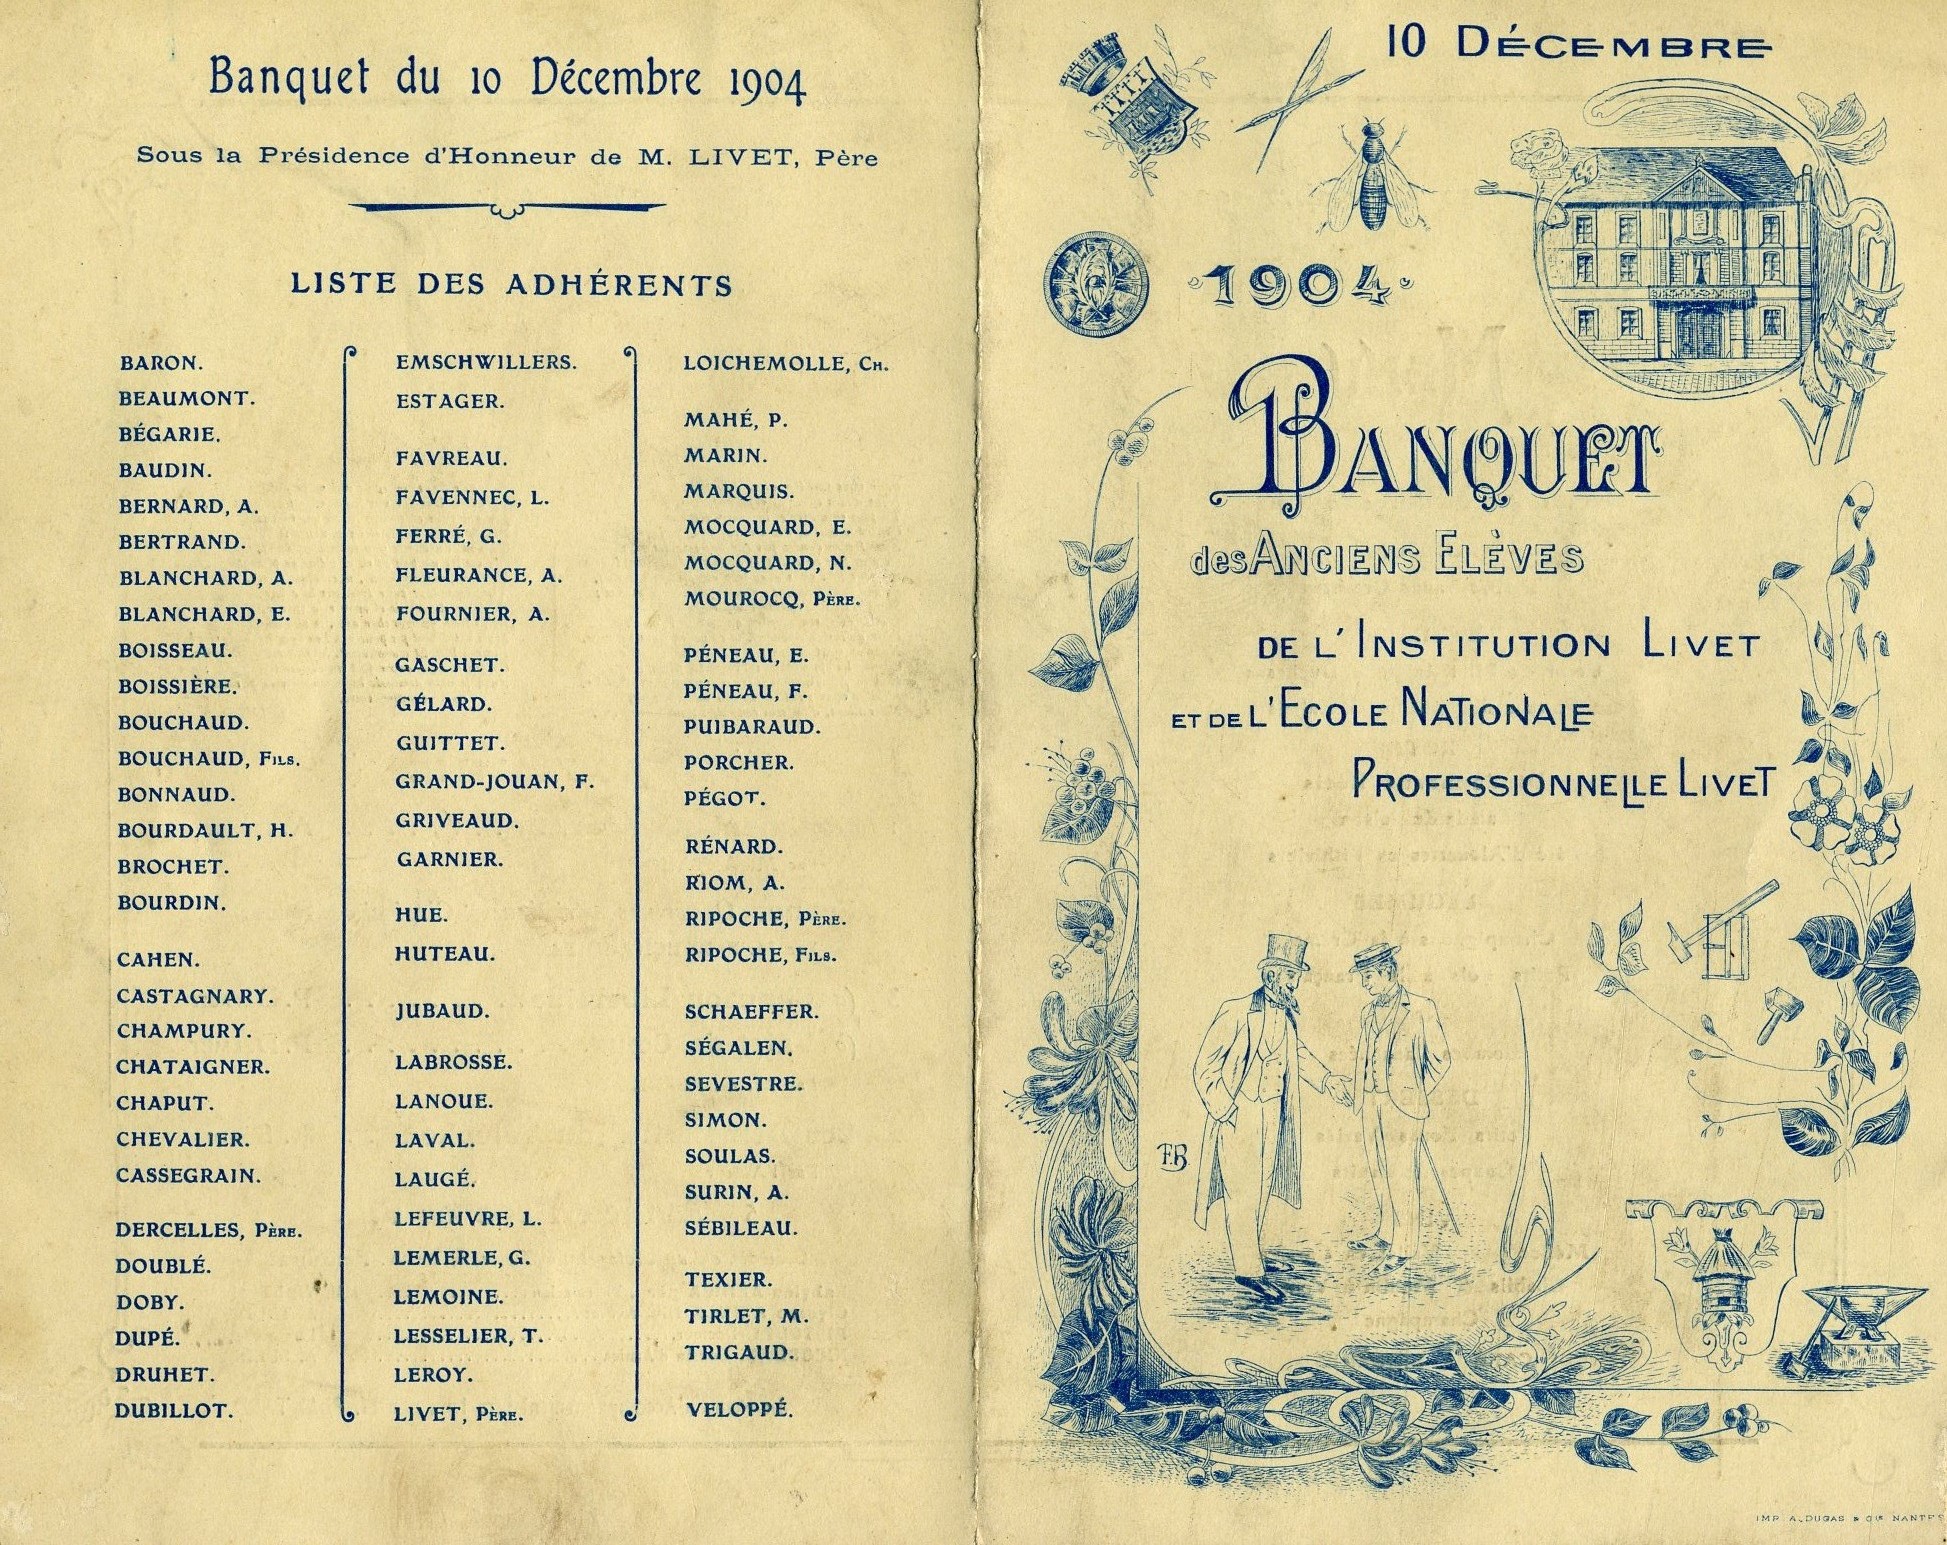 Banquet du 10 Décembre 1904
Sous la Présidence d'Honneur de M. LIVET, Père
LISTE DES ADHÉRENTS
BARON.
BEAUMONT.
BÉGARIE.
BAUDIN.
BERNARD, A.
BERTRAND.
BLANCHARD, A.
BLANCHARD, E.
BOISSEAU.
BOISSIÈRE.
BOUCHAUD.
BOUCHAUD, Fils.
BONNAUD.
BOURDAULT, H.
BROCHET.
BOURDIN.
CAHEN.
CASTAGNARY.
CHAMPURY.
CHATAIGNER.
CHAPUT.
CHEVALIER.
CASSEGRAIN.
DERCELLES, Père.
DOUBLÉ.
DOBY.
DUPÉ.
DRUHET.
DUBILLOT.
EMSCHWILLERS.
ESTAGER.
FAVREAU.
FAVENNEC, L.
FERRÉ, G.
FLEURANCE, A.
FOURNIER, A.
GASCHET.
GÉLARD.
GUITTET.
GRAND-JOUAN, F.
GRIVEAUD.
GARNIER.
HUE.
HUTEAU.
JUBAUD.
LABROSSE.
LANOUE.
LAVAL.
LAUGÉ.
LEFEUVRE, L.
LEMERLE, G.
LEMOINE.
LESSELIER, T.
LEROY.
LIVET, Père.
LOICHEMOLLE, Ch.
MAHÉ, P.
MARIN.
MARQUIS.
MOCQUARD, E.
MOCQUARD, N.
MOUROCQ, Père.
PÉNEAU, E.
PÉNEAU, F.
PUIBARAUD.
PORCHER.
PÉGOT.
RÉNARD.
RIOM, A.
RIPOCHE, Père.
RIPOCHE, Fils.
SCHAEFFER.
SÉGALEN.
SEVESTRE.
SIMON.
SOULAS.
SURIN, A.
SÉBILEAU.
TEXIER.
TIRLET, M.
TRIGAUD.
VELOPPÉ.
10 DÉCEMBRE
1904
BANQUET
des ANCIENS ELÈVES
DE L'INSTITUTION LIVET
ET DE L'ECOLE NATIONALE
PROFESSIONNELLE LIVET
F.B
IMP A. DUGAS & Cie NANTES